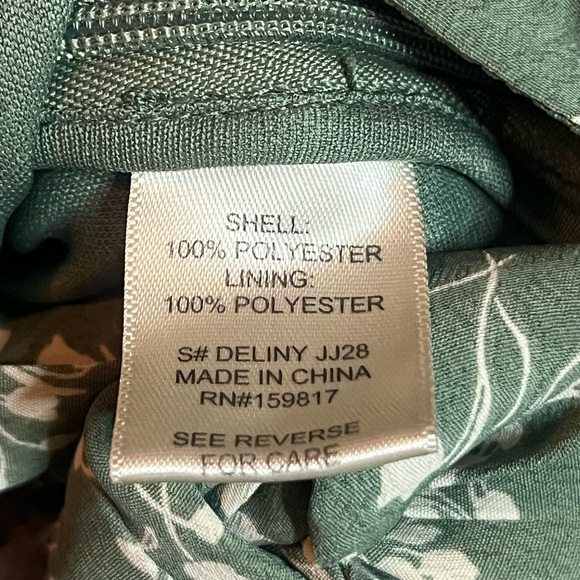 SHELL:
100% POLYESTER
LINING:
100% POLYESTER
S# DELINY JJ28
MADE IN CHINA
RN#159817
SEE REVERSE
FOR CARE